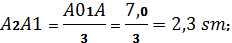 A2A1 = A01A/3 = 7,0/3 = 2,3 sm;